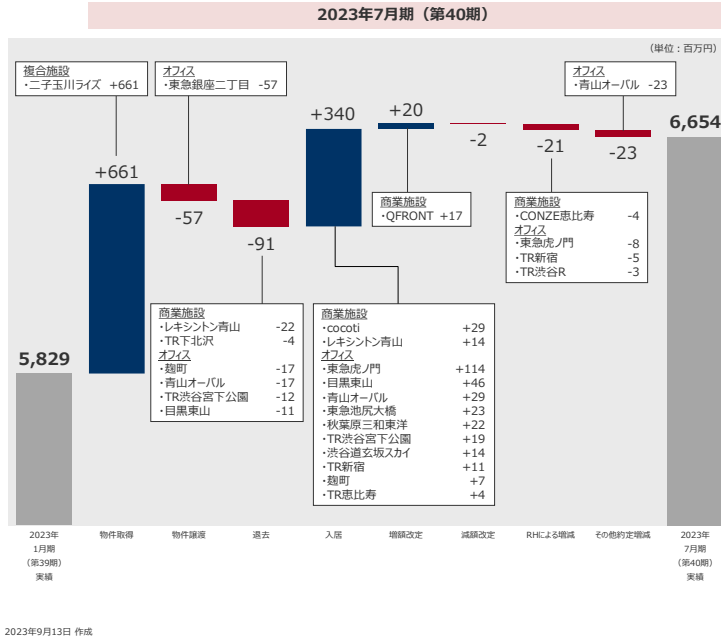 2023年7月期（第40期）
（単位：百万円）
複合施設
・二子玉川ライズ +661
オフィス
・東急銀座二丁目 -57
オフィス
・青山オーバル -23
+661
-57
-91
+340
+20
-2
-21
-23
6,654
5,829
商業施設
・QFRONT +17
商業施設
・CONZE恵比寿 -4
オフィス
・東急虎ノ門 -8
・TR新宿 -5
・TR渋谷R -3
商業施設
・レキシントン青山 -22
・TR下北沢 -4
オフィス
・麹町 -17
・青山オーバル -17
・TR渋谷宮下公園 -12
・目黒東山 -11
商業施設
・cocoti +29
・レキシントン青山 +14
オフィス
・東急虎ノ門 +114
・目黒東山 +46
・青山オーバル +29
・東急池尻大橋 +23
・秋葉原三和東洋 +22
・TR渋谷宮下公園 +19
・渋谷道玄坂スカイ +14
・TR新宿 +11
・麹町 +7
・TR恵比寿 +4
2023年
1月期
（第39期）
実績
物件取得
物件譲渡
退去
入居
増額改定
減額改定
RHによる増減
その他約定増減
2023年
7月期
（第40期）
実績
2023年9月13日 作成